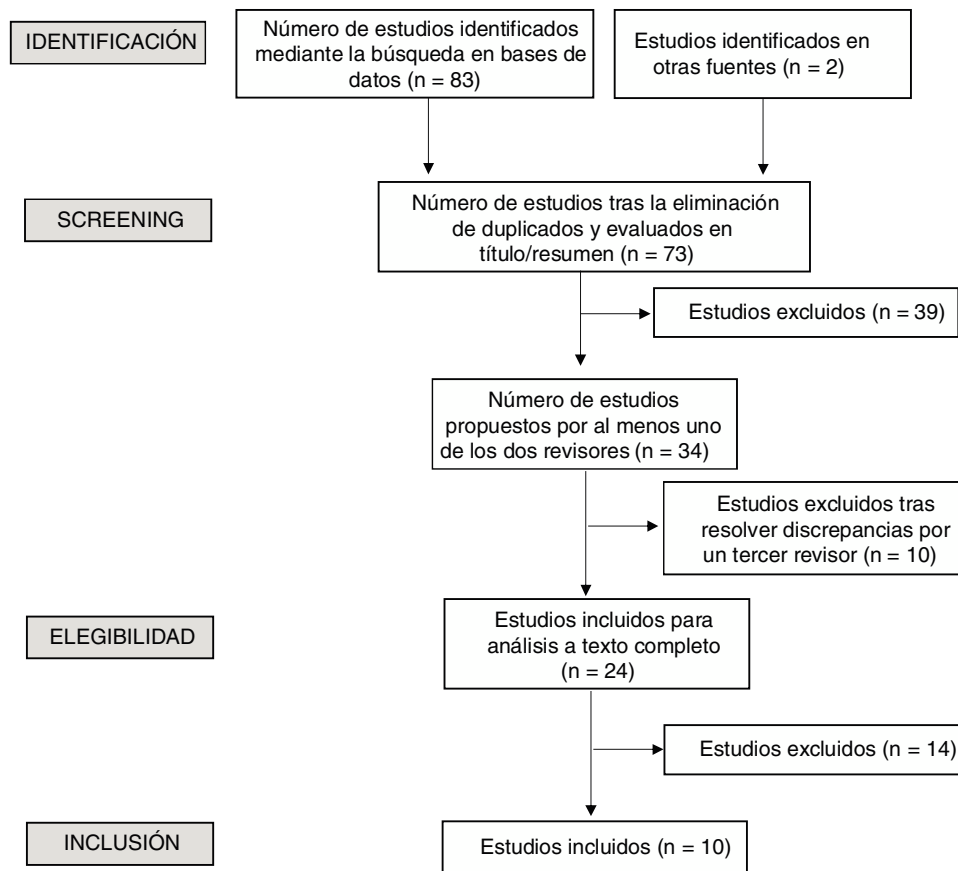 IDENTIFICACIÓN
Número de estudios identificados
mediante la búsqueda en bases de
datos (n = 83)
Estudios identificados en
otras fuentes (n = 2)
SCREENING
Número de estudios tras la eliminación
de duplicados y evaluados en
título/resumen (n = 73)
Estudios excluidos (n = 39)
Número de estudios
propuestos por al menos uno
de los dos revisores (n = 34)
Estudios excluidos tras
resolver discrepancias por
un tercer revisor (n = 10)
ELEGIBILIDAD
Estudios incluidos para
análisis a texto completo
(n = 24)
Estudios excluidos (n = 14)
INCLUSIÓN
Estudios incluidos (n = 10)